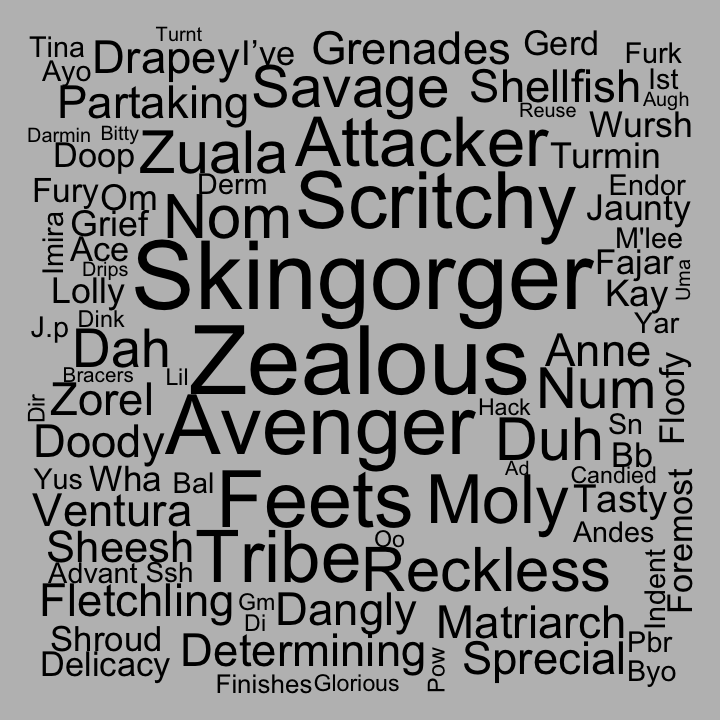 Turnt
Tina
Drapey
I've
Grenades
Gerd
Furk
Ayo
Savage
Shellfish
Ist
Partaking
Augh
Reuse
Wursh
Darmin
Bitty
Attacker
Doop
Zuala
Turmin
Derm
Scritchy
Endor
Fury
Om
Nom
Jaunty
Imira
Grief
M'lee
Ace
Drips
Skingorger
Fajar
Uma
Lolly
Kay
J.p
Dink
Yar
Dah
Zealous
Anne
Bracers
Lil
Num
Floofy
Dir
Zorel
Avenger
Hack
Duh
Sn
Doody
Bb
Ad
Yus
Wha
Bal
Feets
Moly
Candied
Tasty
Foremost
Ventura
Andes
Sheesh
Tribe
Oo
Reckless
Advant
Ssh
Indent
Fletchling
Gm
Dangly
Matriarch
Di
Shroud
Determining
Sprecial
Pbr
Delicacy
Pow
Byo
Finishes
Glorious